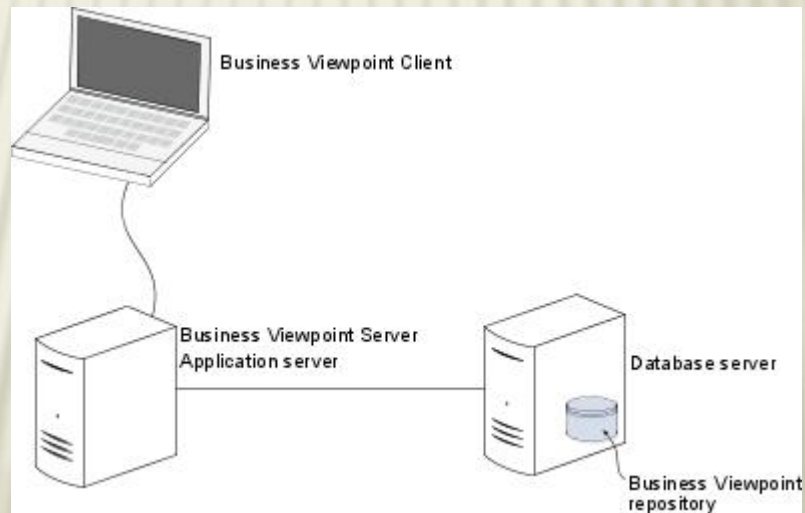 Business Viewpoint Client
Business Viewpoint Server
Application server
Database server
Business Viewpoint
repository